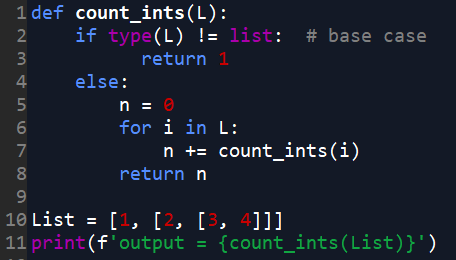 1 def count_ints(L):
2     if type(L) != list:  # base case
3           return 1
4     else:
5         n = 0
6         for i in L:
7             n += count_ints(i)
8         return n
9
10 List = [1, [2, [3, 4]]]
11 print(f'output = {count_ints(List)}')